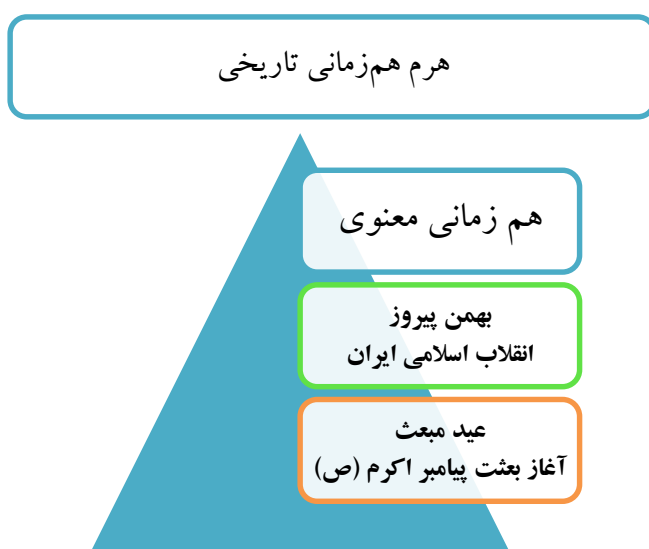 هرم هم‌زمانی تاریخی
هم زمانی معنوی
بهمن پیروز
انقلاب اسلامی ایران
عید مبعث
آغاز بعثت پیامبر اکرم (ص)